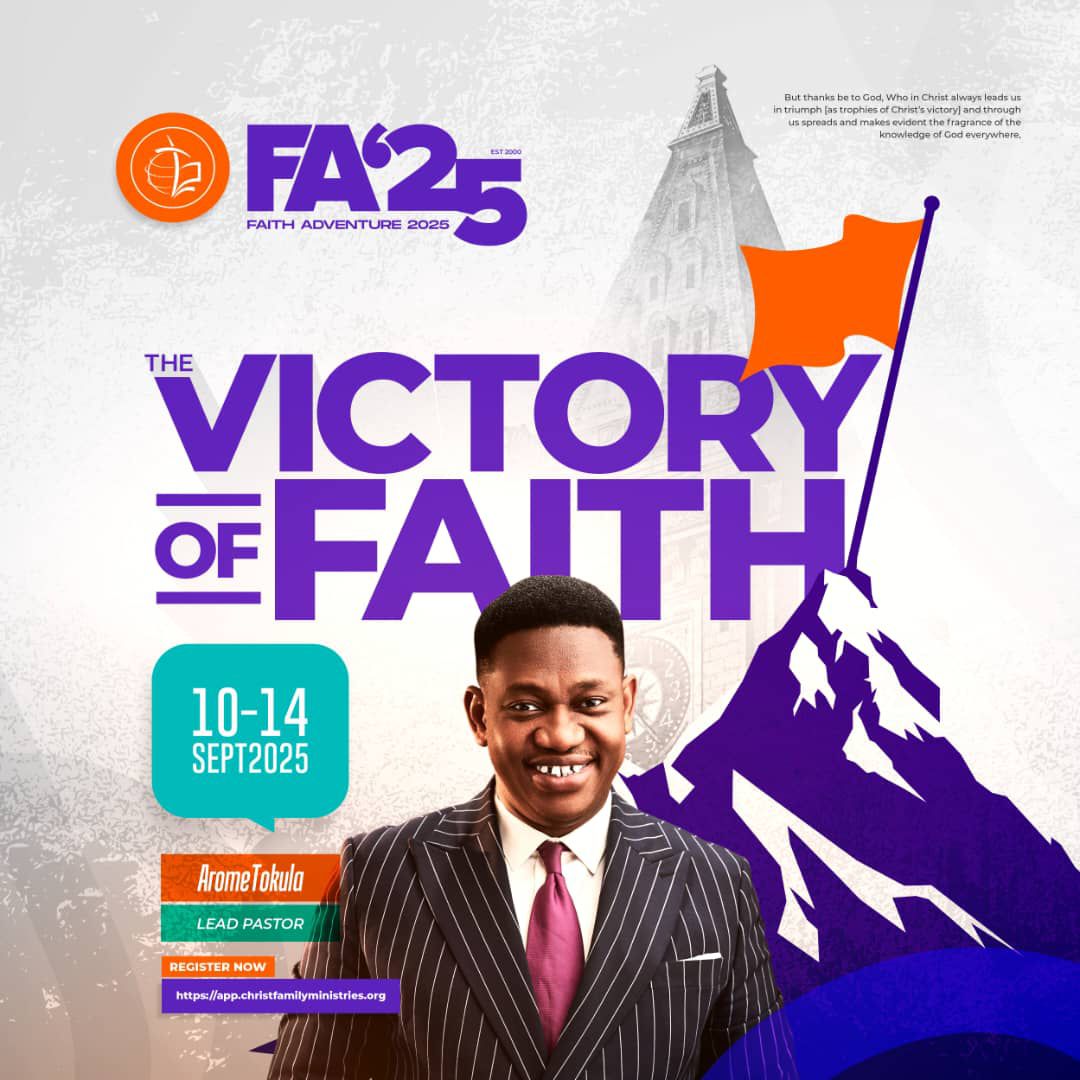 FA'25
EST 2000
FAITH ADVENTURE 2025
But thanks be to God, Who in Christ always leads us
in triumph [as trophies of Christ's victory] and through
us spreads and makes evident the fragrance of the
knowledge of God everywhere,
THE
VICTORY
OF FAITH
10-14
SEPT2025
AromeTokula
LEAD PASTOR
REGISTER NOW
https://app.christfamilyministries.org